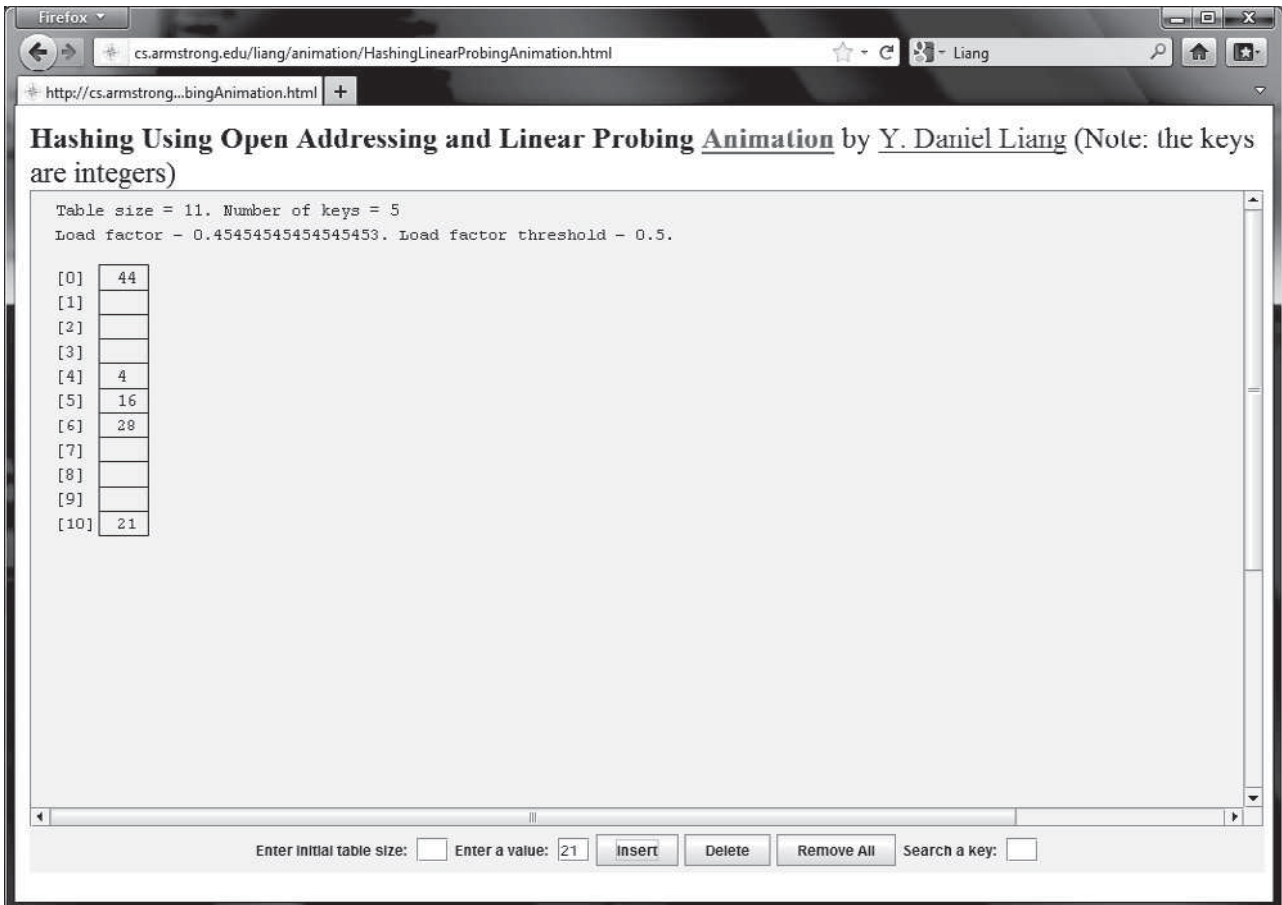 Firefox
cs.armstrong.edu/liang/animation/HashingLinearProbingAnimation.html
Liang
http://cs.armstrong...bingAnimation.html +
Hashing Using Open Addressing and Linear Probing Animation by Y. Daniel Liang (Note: the keys
are integers)
Table size = 11. Number of keys = 5
Load factor = 0.45454545454545453. Load factor threshold = 0.5.
[0] 44
[1]
[2]
[3]
[4] 4
[5] 16
[6] 28
[7]
[8]
[9]
[10] 21
Enter initial table size: Enter a value: 21 Insert Delete Remove All Search a key: